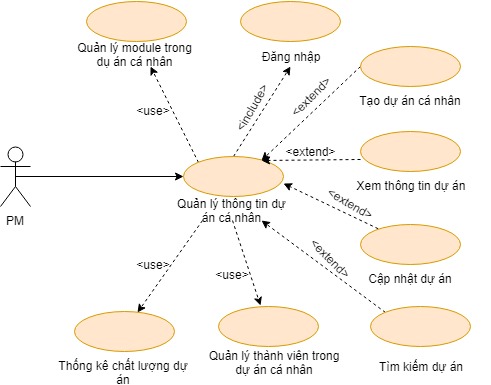 Quản lý module trong
dự án cá nhân
Đăng nhập
Tạo dự án cá nhân
<use>
<include>
<extend>
<extend>
Xem thông tin dự án
PM
Quản lý thông tin dự
án cá nhân
<extend>
Cập nhật dự án
<use>
<use>
<extend>
Thống kê chất lượng dự
án
Quản lý thành viên trong
dự án cá nhân
Tìm kiếm dự án